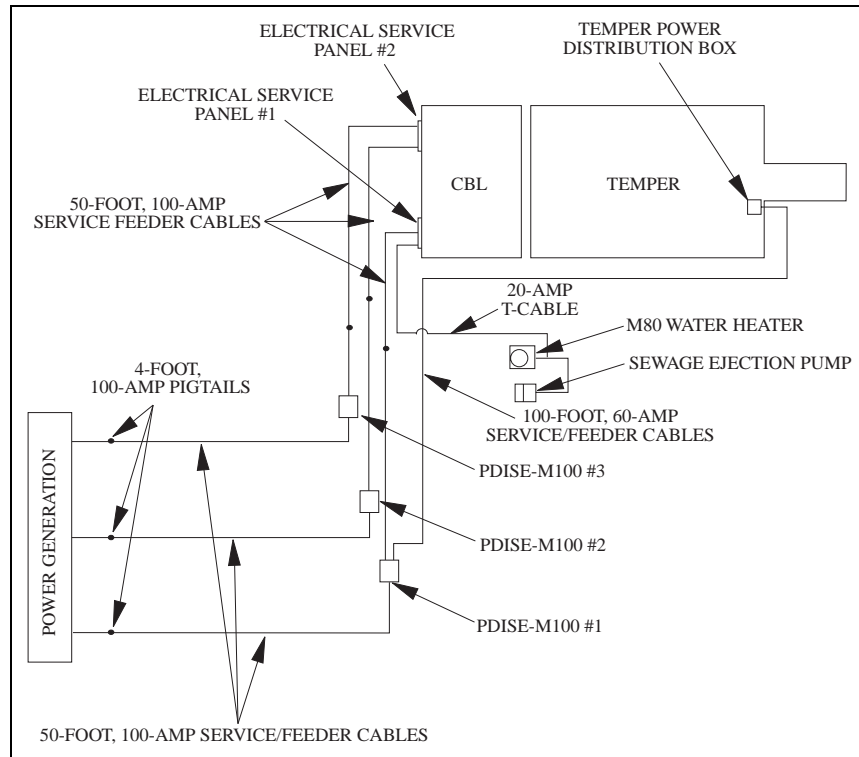 ELECTRICAL SERVICE
PANEL #2
TEMPER POWER
DISTRIBUTION BOX
ELECTRICAL SERVICE
PANEL #1
CBL
TEMPER
50-FOOT, 100-AMP
SERVICE FEEDER CABLES
20-AMP
T-CABLE
M80 WATER HEATER
SEWAGE EJECTION PUMP
4-FOOT,
100-AMP PIGTAILS
100-FOOT, 60-AMP
SERVICE/FEEDER CABLES
PDISE-M100 #3
POWER GENERATION
PDISE-M100 #2
PDISE-M100 #1
50-FOOT, 100-AMP SERVICE/FEEDER CABLES